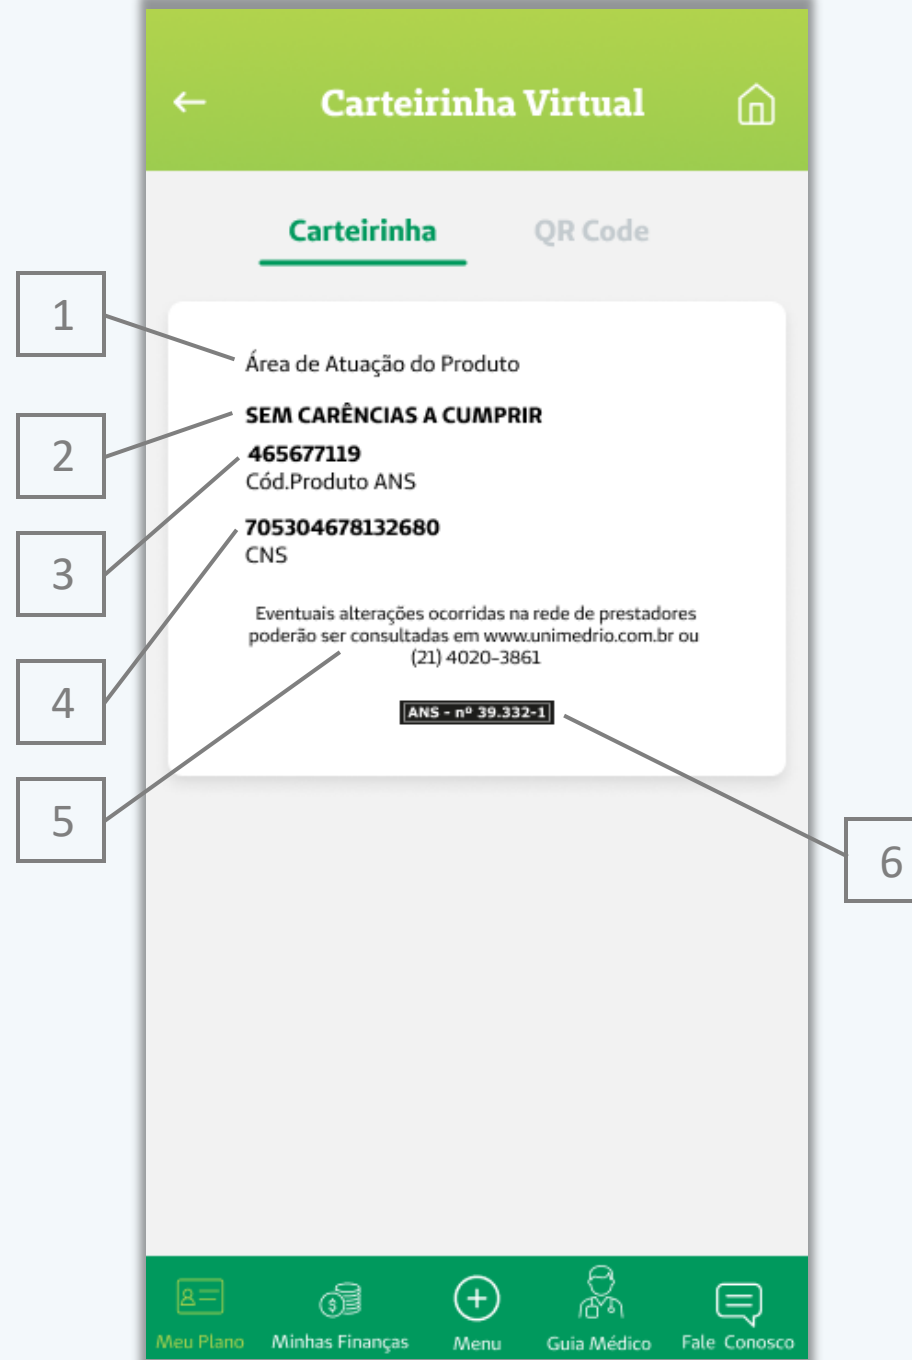 Carteirinha Virtual
Carteirinha
QR Code
1
Área de Atuação do Produto
2
SEM CARÊNCIAS A CUMPRIR
3
465677119
Cód.Produto ANS
4
705304678132680
CNS
5
Eventuais alterações ocorridas na rede de prestadores
poderão ser consultadas em www.unimedrio.com.br ou
(21) 4020-3861
ANS - nº 39.332-1
6
Meu Plano
Minhas Finanças
Menu
Guia Médico
Fale Conosco